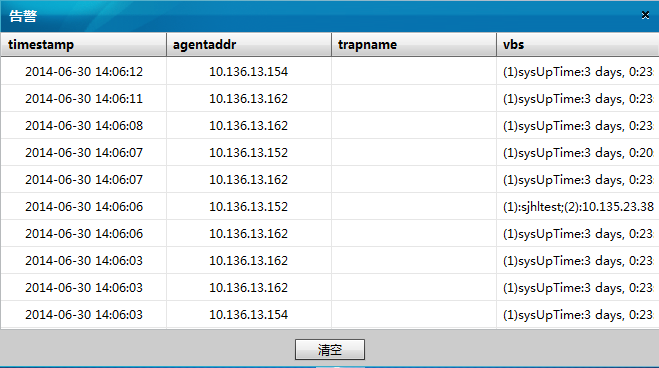 告警
timestamp agentaddr trapname vbs
2014-06-30 14:06:12 10.136.13.154 (1)sysUpTime:3 days, 0:23
2014-06-30 14:06:11 10.136.13.162 (1)sysUpTime:3 days, 0:23
2014-06-30 14:06:08 10.136.13.162 (1)sysUpTime:3 days, 0:23
2014-06-30 14:06:07 10.136.13.152 (1)sysUpTime:3 days, 0:20
2014-06-30 14:06:07 10.136.13.162 (1)sysUpTime:3 days, 0:23
2014-06-30 14:06:06 10.136.13.152 (1):sjhltest;(2):10.135.23.38
2014-06-30 14:06:06 10.136.13.162 (1)sysUpTime:3 days, 0:23
2014-06-30 14:06:03 10.136.13.162 (1)sysUpTime:3 days, 0:23
2014-06-30 14:06:03 10.136.13.162 (1)sysUpTime:3 days, 0:23
2014-06-30 14:06:03 10.136.13.154 (1)sysUpTime:3 days, 0:23
清空